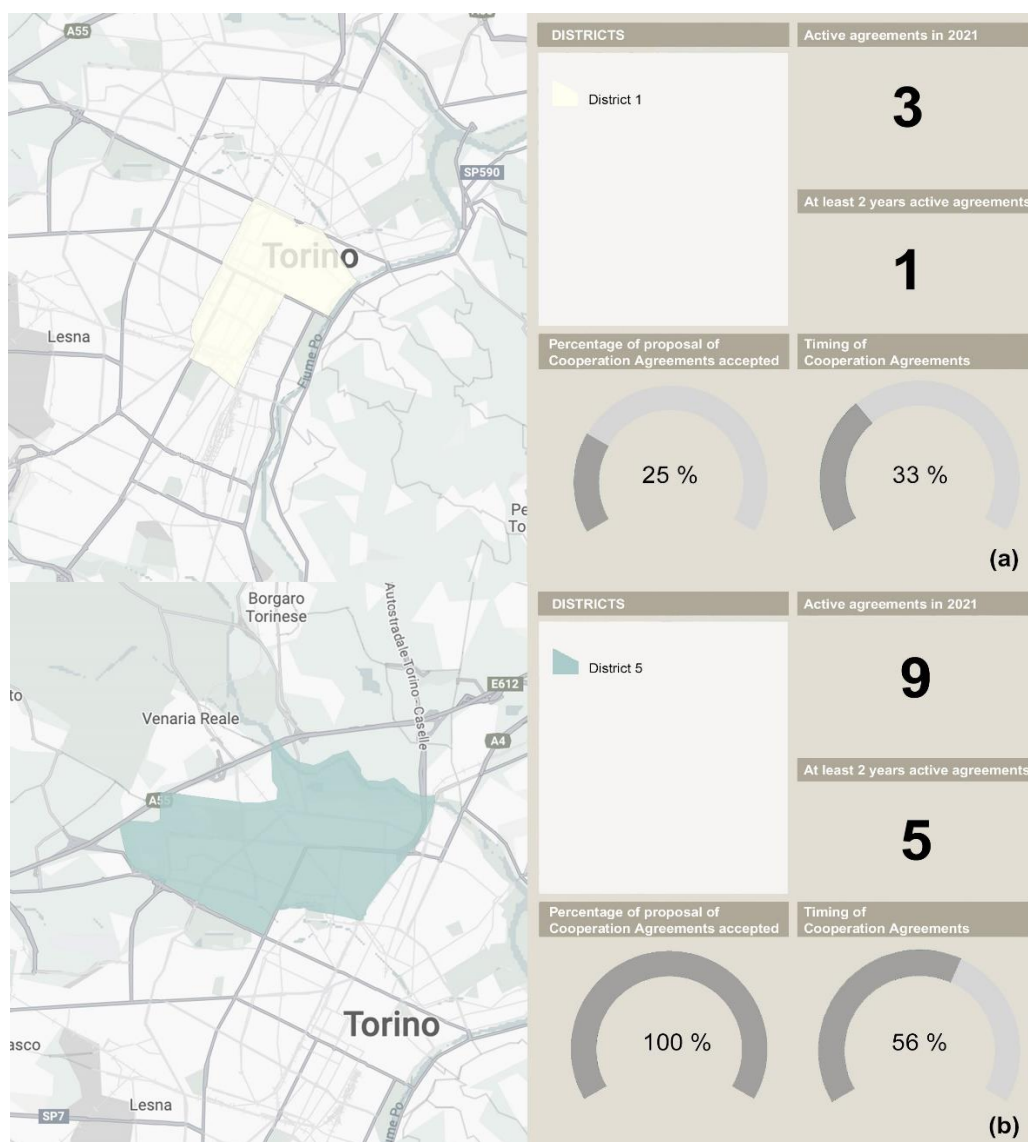 A55
SP590
Torino
Lesna
Fiume Po
Pe
To
DISTRICTS
District 1
Active agreements in 2021
3
At least 2 years active agreements
1
Percentage of proposal of
Cooperation Agreements accepted
25 %
Timing of
Cooperation Agreements
33 %
(a)
Borgaro
Torinese
Autostradale Torino - Caselle
E612
to
Venaria Reale
A4
A55
Torino
asco
Lesna
SP7
Fiume Po
DISTRICTS
District 5
Active agreements in 2021
9
At least 2 years active agreements
5
Percentage of proposal of
Cooperation Agreements accepted
100 %
Timing of
Cooperation Agreements
56 %
(b)